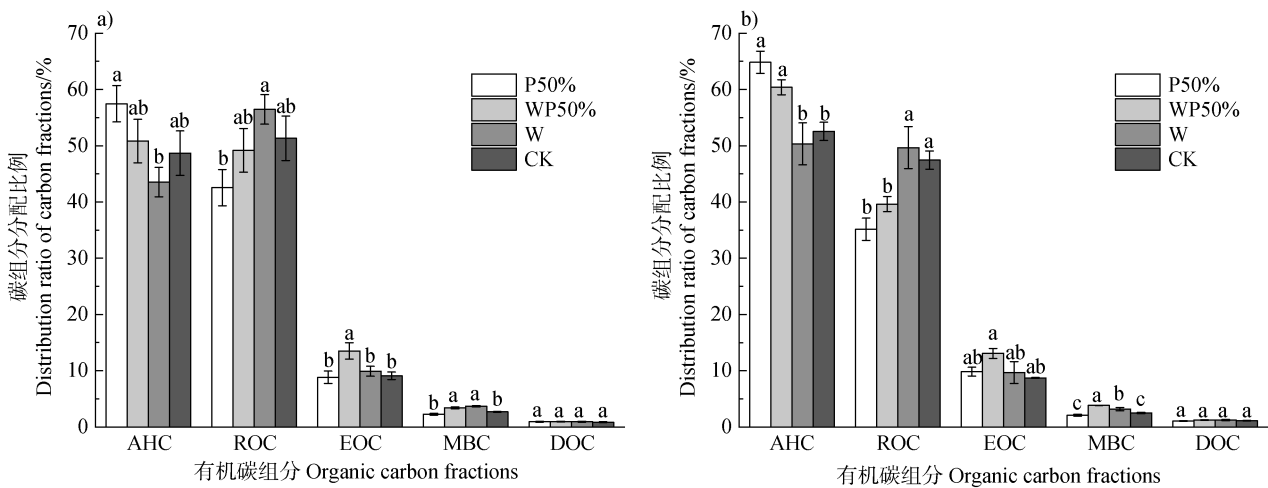 a)
碳组分分配比例
Distribution ratio of carbon fractions/%
70
60
50
40
30
20
10
0
P50%
WP50%
W
CK
a ab b ab
b ab a ab
b a b b
b a a b
a a a a
AHC ROC EOC MBC DOC
有机碳组分 Organic carbon fractions
b)
碳组分分配比例
Distribution ratio of carbon fractions/%
70
60
50
40
30
20
10
0
P50%
WP50%
W
CK
a a b b
b b a a
ab a ab ab
c a b c
a a a a
AHC ROC EOC MBC DOC
有机碳组分 Organic carbon fractions